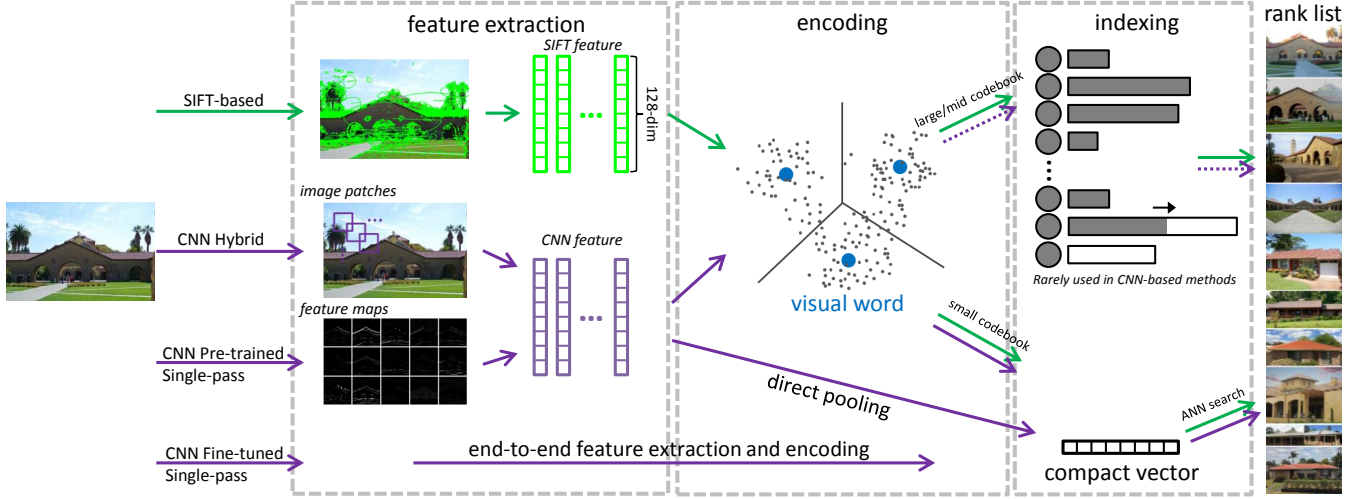 feature extraction
encoding
indexing
rank list
SIFT feature
SIFT-based
128-dim
large/mid codebook
image patches
CNN Hybrid
CNN feature
feature maps
visual word
Rarely used in CNN-based methods
small codebook
CNN Pre-trained
Single-pass
direct pooling
ANN search
CNN Fine-tuned
Single-pass
end-to-end feature extraction and encoding
compact vector